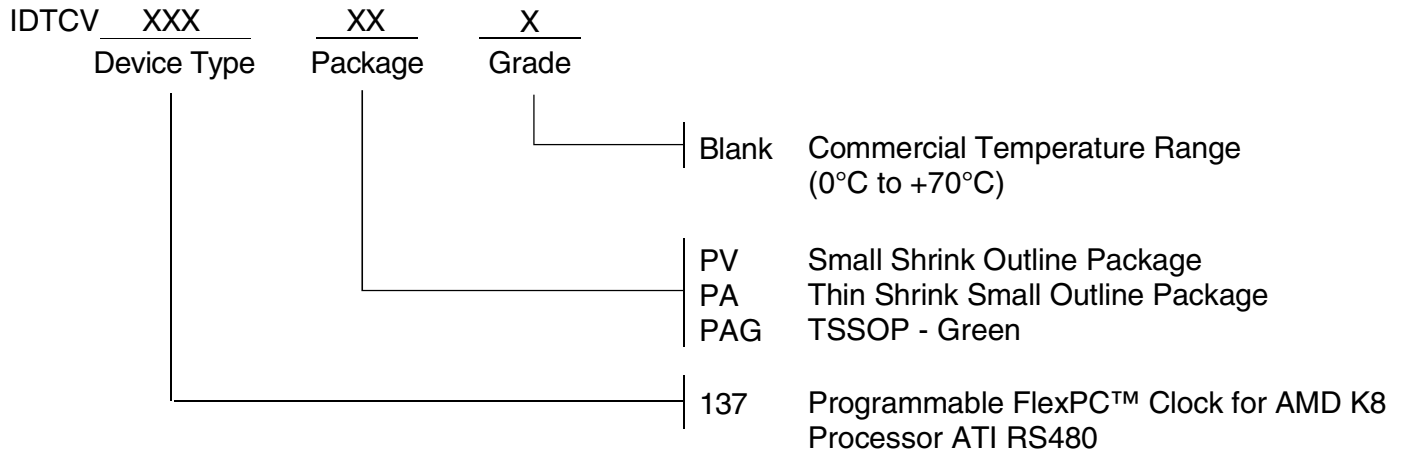 IDTCV XXX XX X
Device Type Package Grade
Blank Commercial Temperature Range
(0°C to +70°C)
PV Small Shrink Outline Package
PA Thin Shrink Small Outline Package
PAG TSSOP - Green
137 Programmable FlexPC™ Clock for AMD K8
Processor ATI RS480